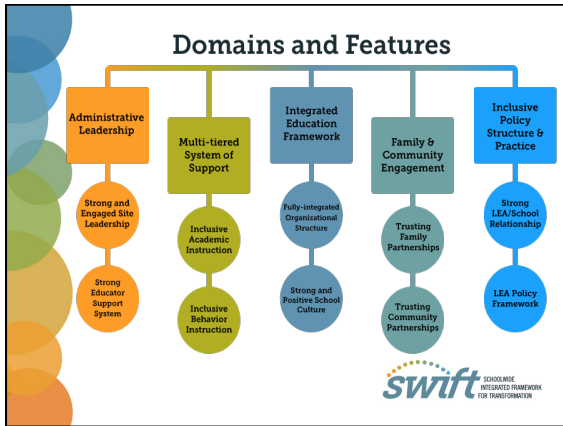 Domains and Features
Administrative
Leadership
Strong and
Engaged Site
Leadership
Strong
Educator
Support
System
Multi-tiered
System of
Support
Inclusive
Academic
Instruction
Inclusive
Behavior
Instruction
Integrated
Education
Framework
Fully-integrated
Organizational
Structure
Strong and
Positive School
Culture
Family &
Community
Engagement
Trusting
Family
Partnerships
Trusting
Community
Partnerships
Inclusive
Policy
Structure &
Practice
Strong
LEA/School
Relationship
LEA Policy
Framework
swift
SCHOOLWIDE
INTEGRATED FRAMEWORK
FOR TRANSFORMATION